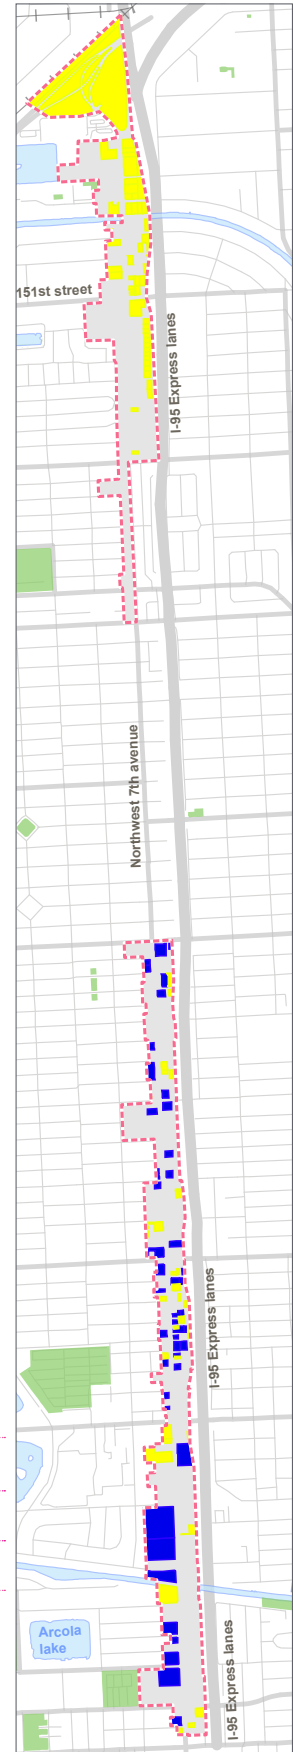 151st street
I-95 Express lanes
Northwest 7th avenue
I-95 Express lanes
Arcola
lake
I-95 Express lanes